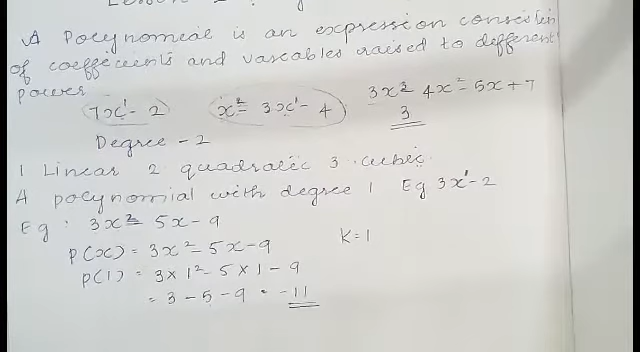 A Polynomial is an expression consistin
of coefficients and variables raised to different
power
7x¹ - 2 x² - 3x¹ - 4 3x³ - 4x² - 5x + 7
3
Degree - 2
1 Linear 2 quadratic 3 cubic
A polynomial with degree 1 Eg 3x¹ - 2
Eg : 3x² - 5x - 9
P(x) = 3x² - 5x - 9 K = 1
P(1) = 3 × 1² - 5 × 1 - 9
= 3 - 5 - 9 = -11